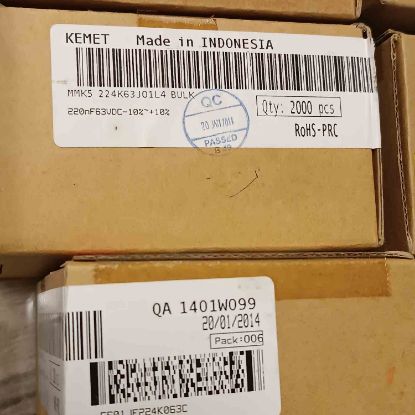 KEMET Made in INDONESIA
MMK5 224K63J01L4 BULK
220nF63VDC-10%~+10%
Qty: 2000 pcs
RoHS-PRC
QC
20 JAN 2014
PASSED
QA 1401W099
20/01/2014
Pack:006